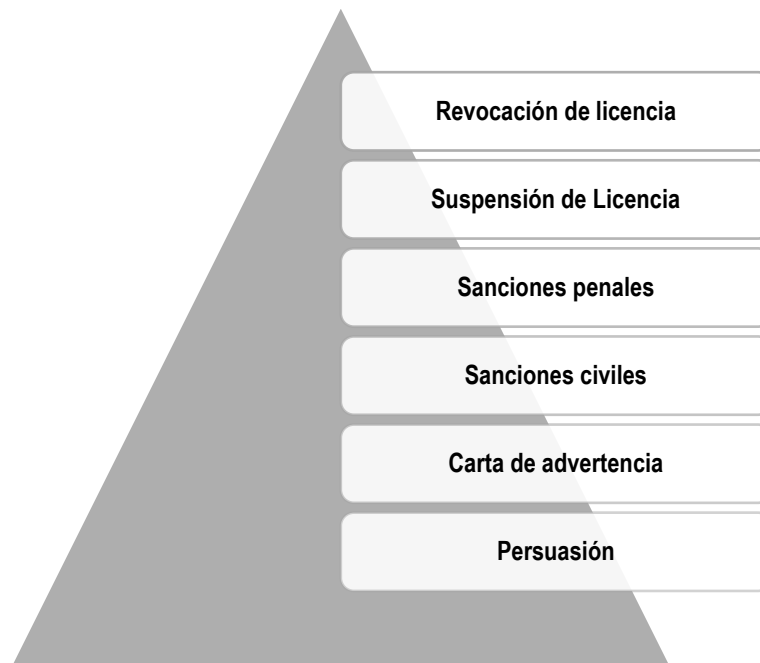 Revocación de licencia
Suspensión de Licencia
Sanciones penales
Sanciones civiles
Carta de advertencia
Persuasión